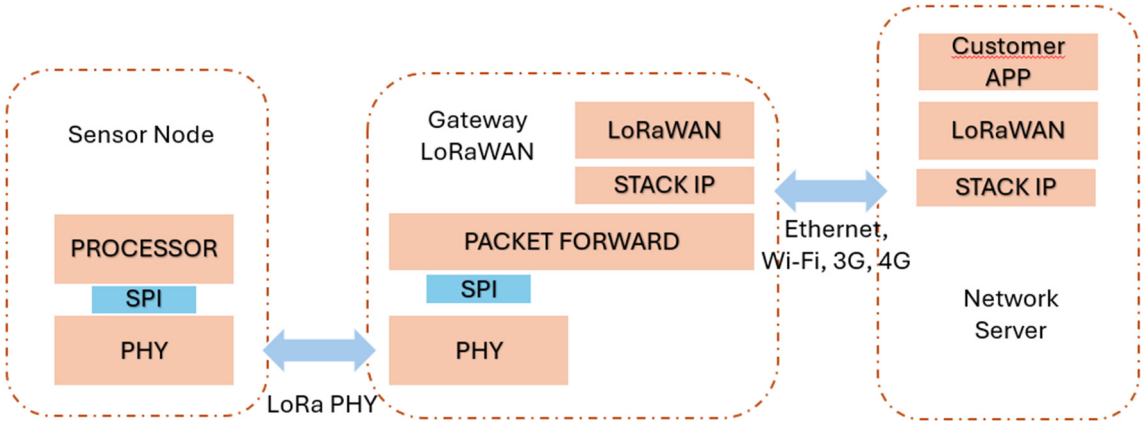 Sensor Node
PROCESSOR
SPI
PHY
LoRa PHY
Gateway
LoRaWAN
LoRaWAN
STACK IP
PACKET FORWARD
SPI
PHY
Ethernet,
Wi-Fi, 3G, 4G
Customer
APP
LoRaWAN
STACK IP
Network
Server